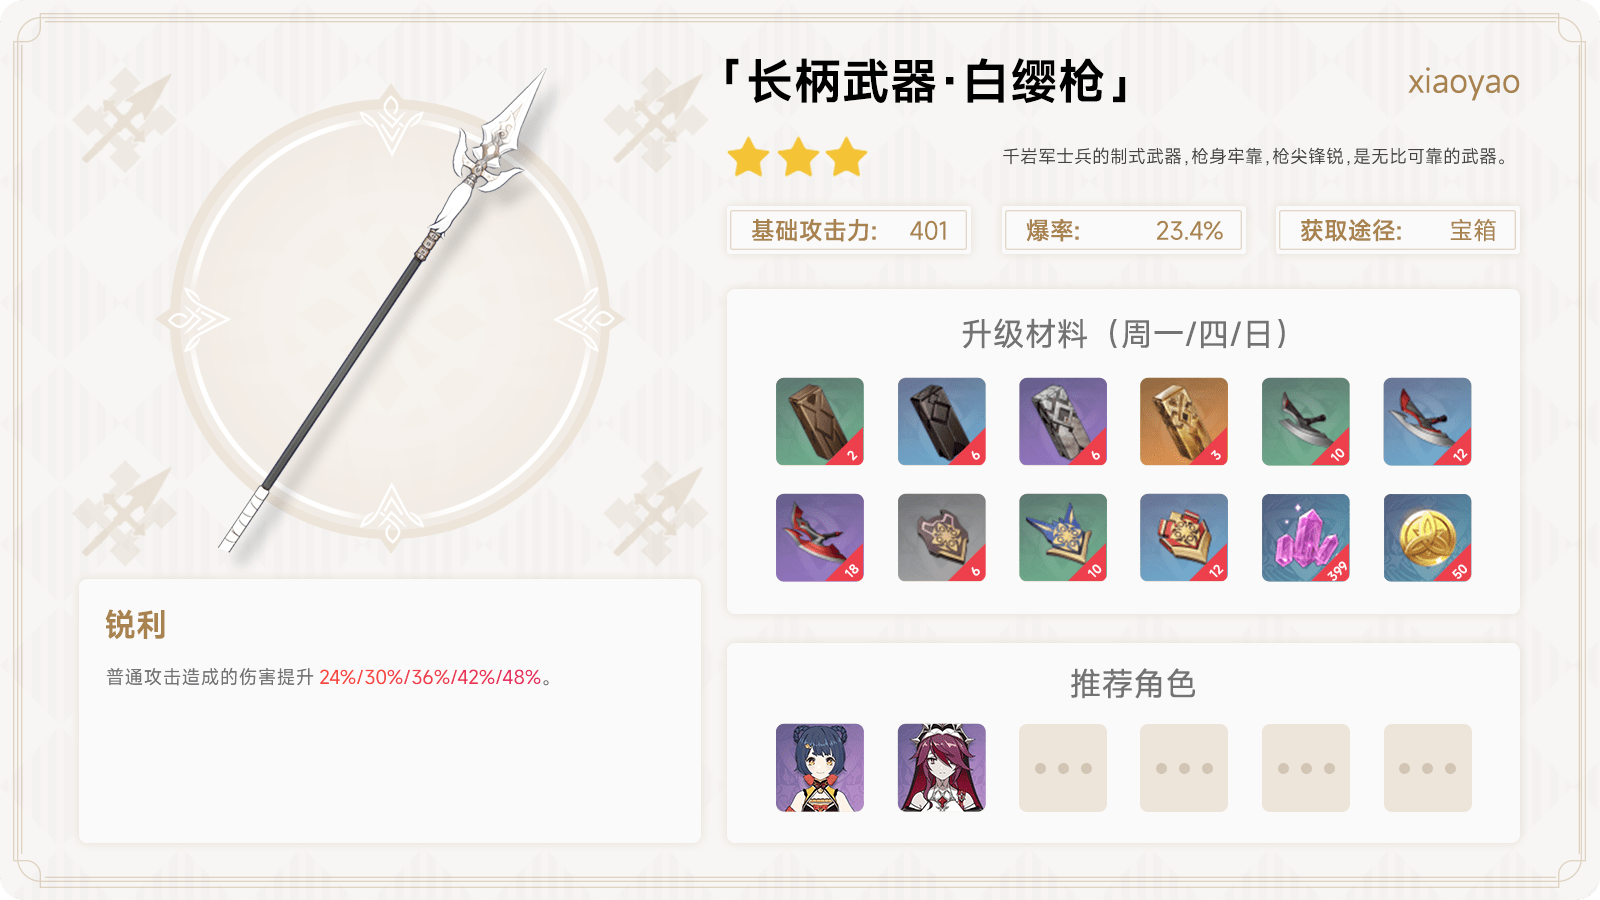 「长柄武器·白缨枪」
xiaoyao
千岩军士兵的制式武器,枪身牢靠,枪尖锋锐,是无比可靠的武器。
基础攻击力: 401
爆率: 23.4%
获取途径: 宝箱
升级材料（周一/四/日）
2 6 6 3 10 12
18 6 10 12 399 50
锐利
普通攻击造成的伤害提升 24%/30%/36%/42%/48%。
推荐角色